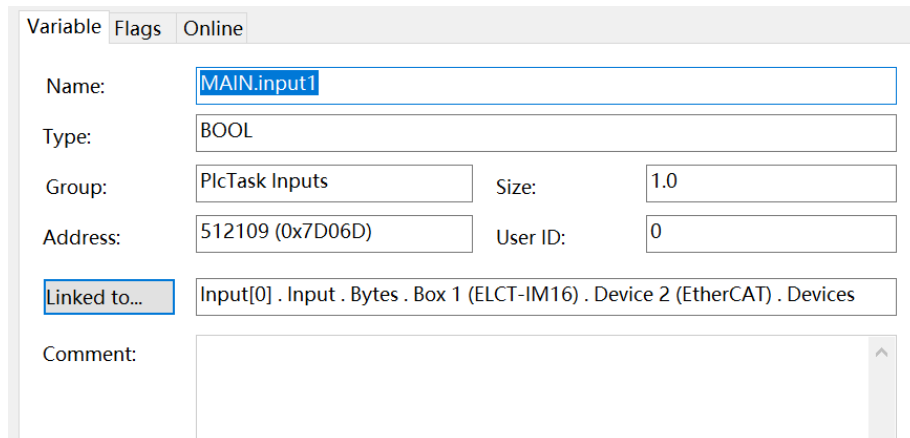 Variable Flags Online
Name: MAIN.input1
Type: BOOL
Group: PlcTask Inputs Size: 1.0
Address: 512109 (0x7D06D) User ID: 0
Linked to... Input[0] . Input . Bytes . Box 1 (ELCT-IM16) . Device 2 (EtherCAT) . Devices
Comment: